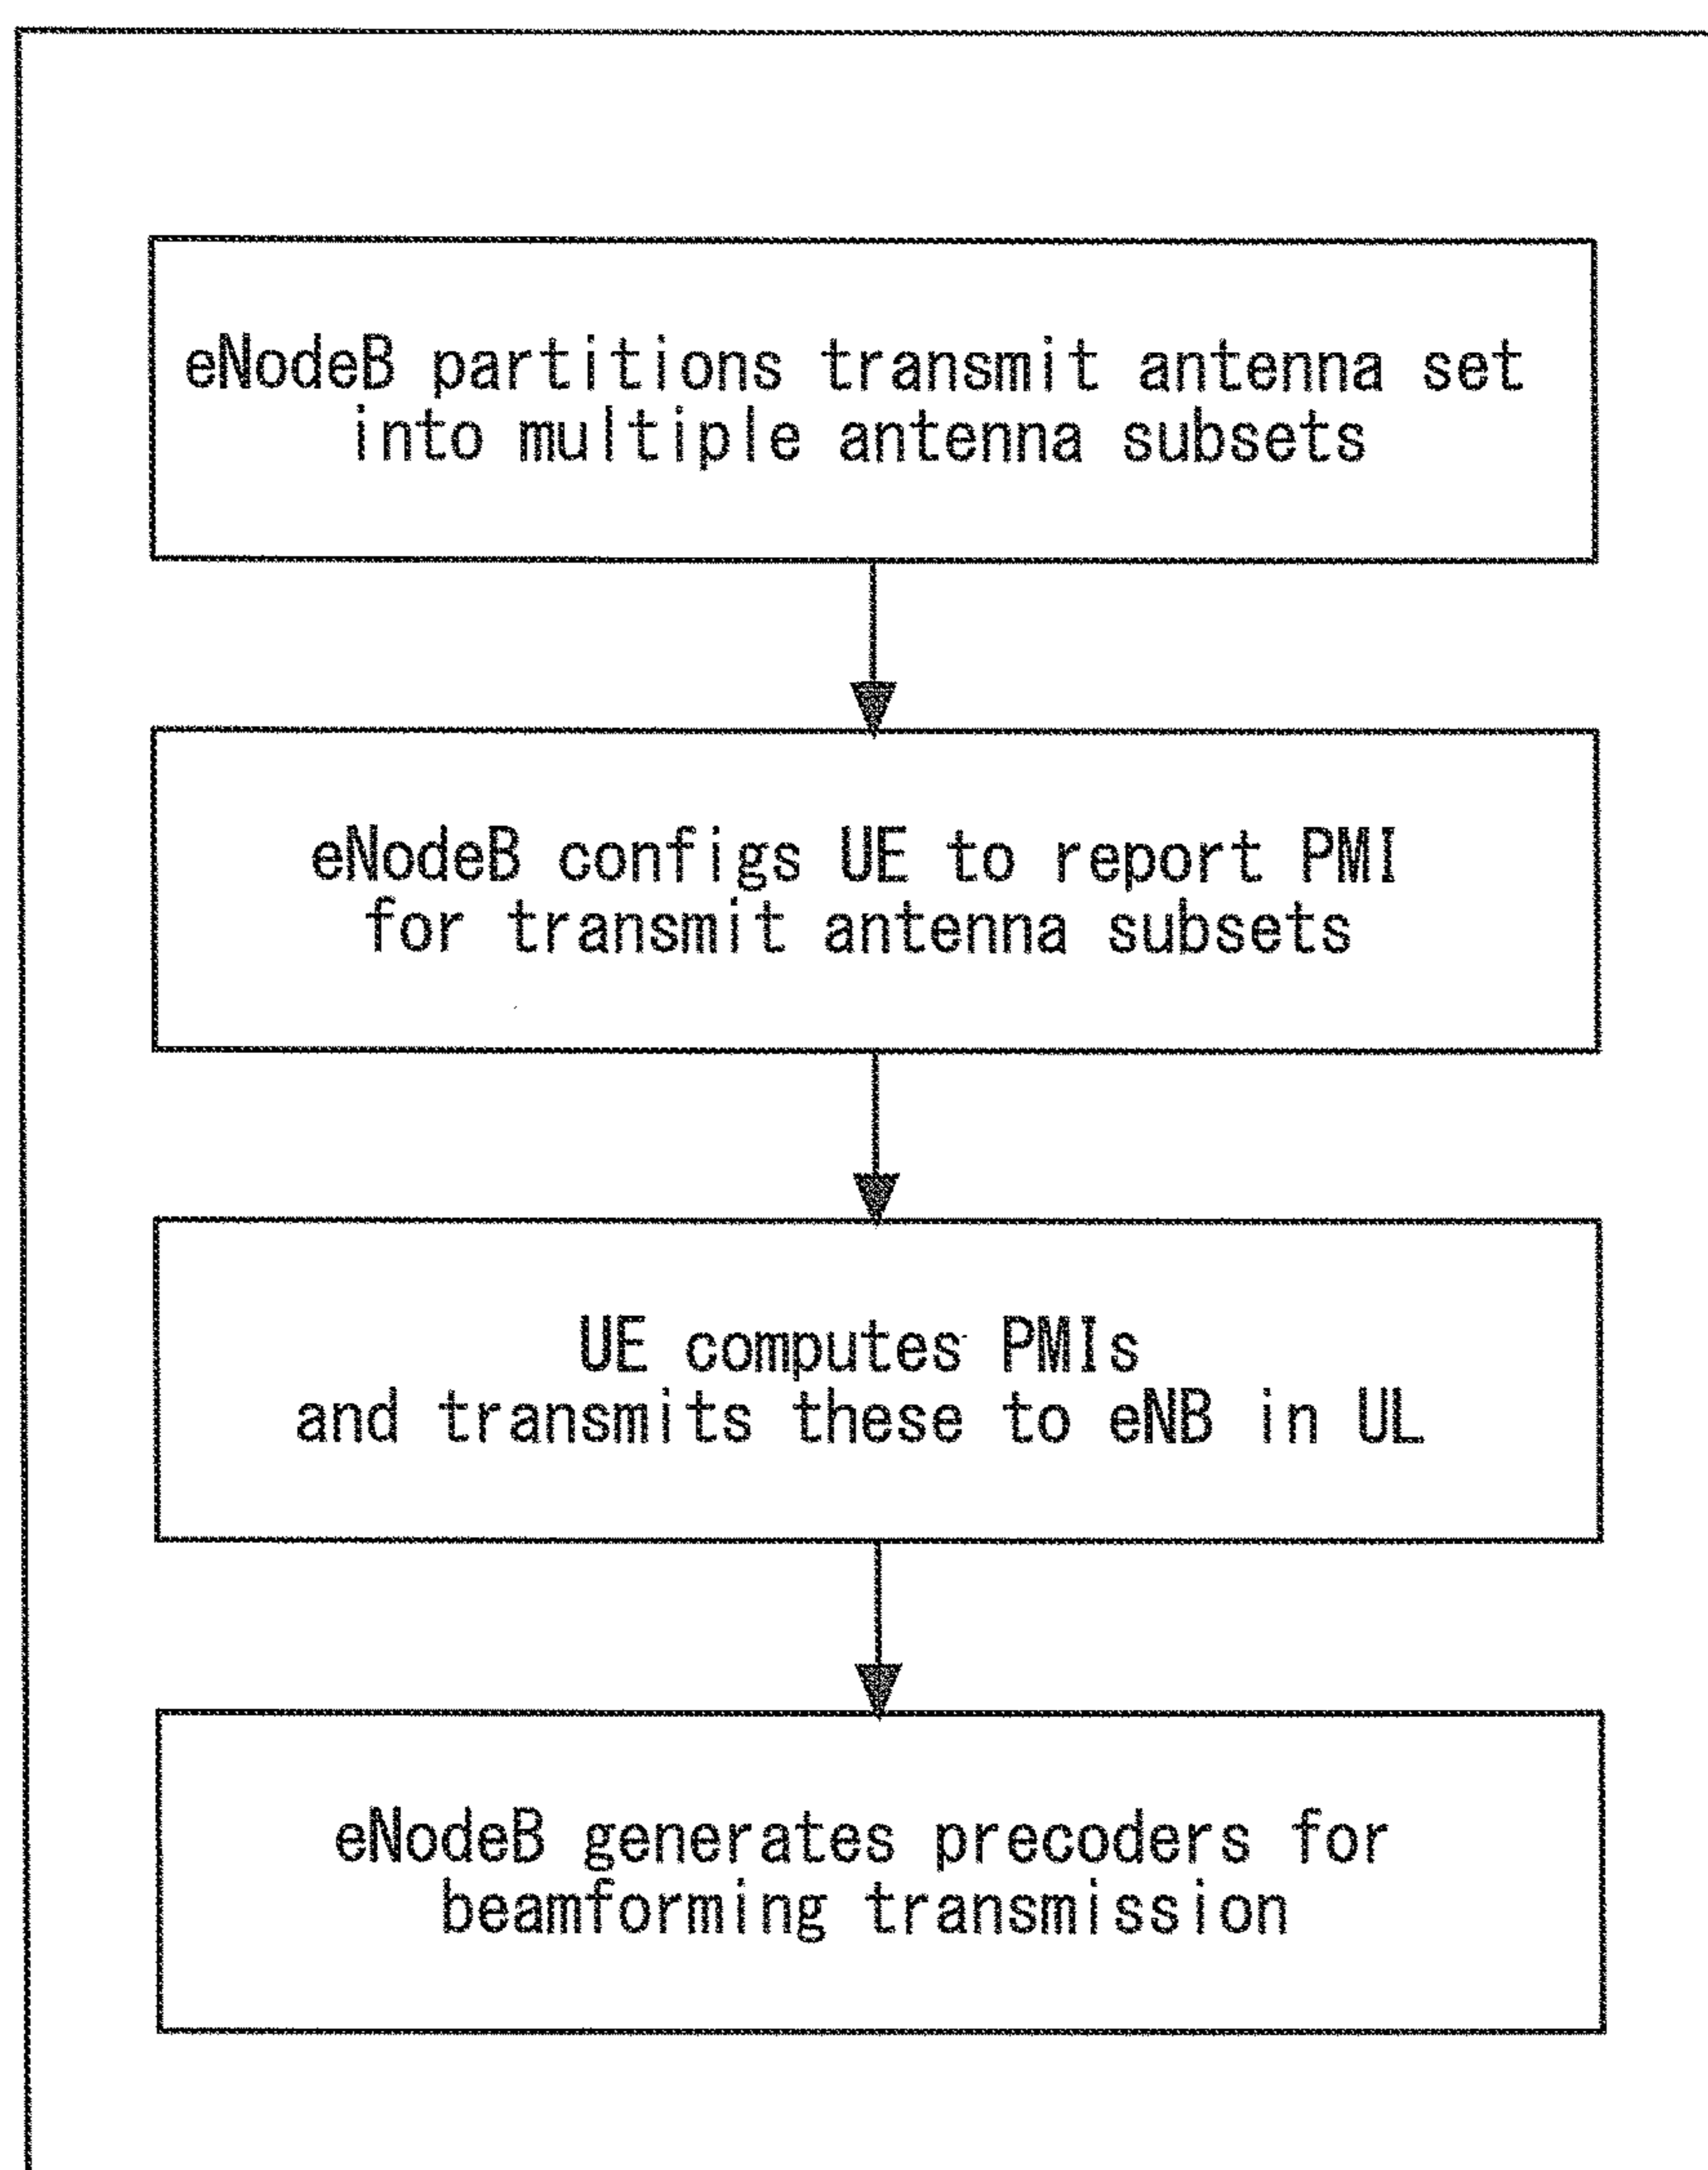 eNodeB partitions transmit antenna set
into multiple antenna subsets
eNodeB configs UE to report PMI
for transmit antenna subsets
UE computes PMIs
and transmits these to eNB in UL
eNodeB generates precoders for
beamforming transmission